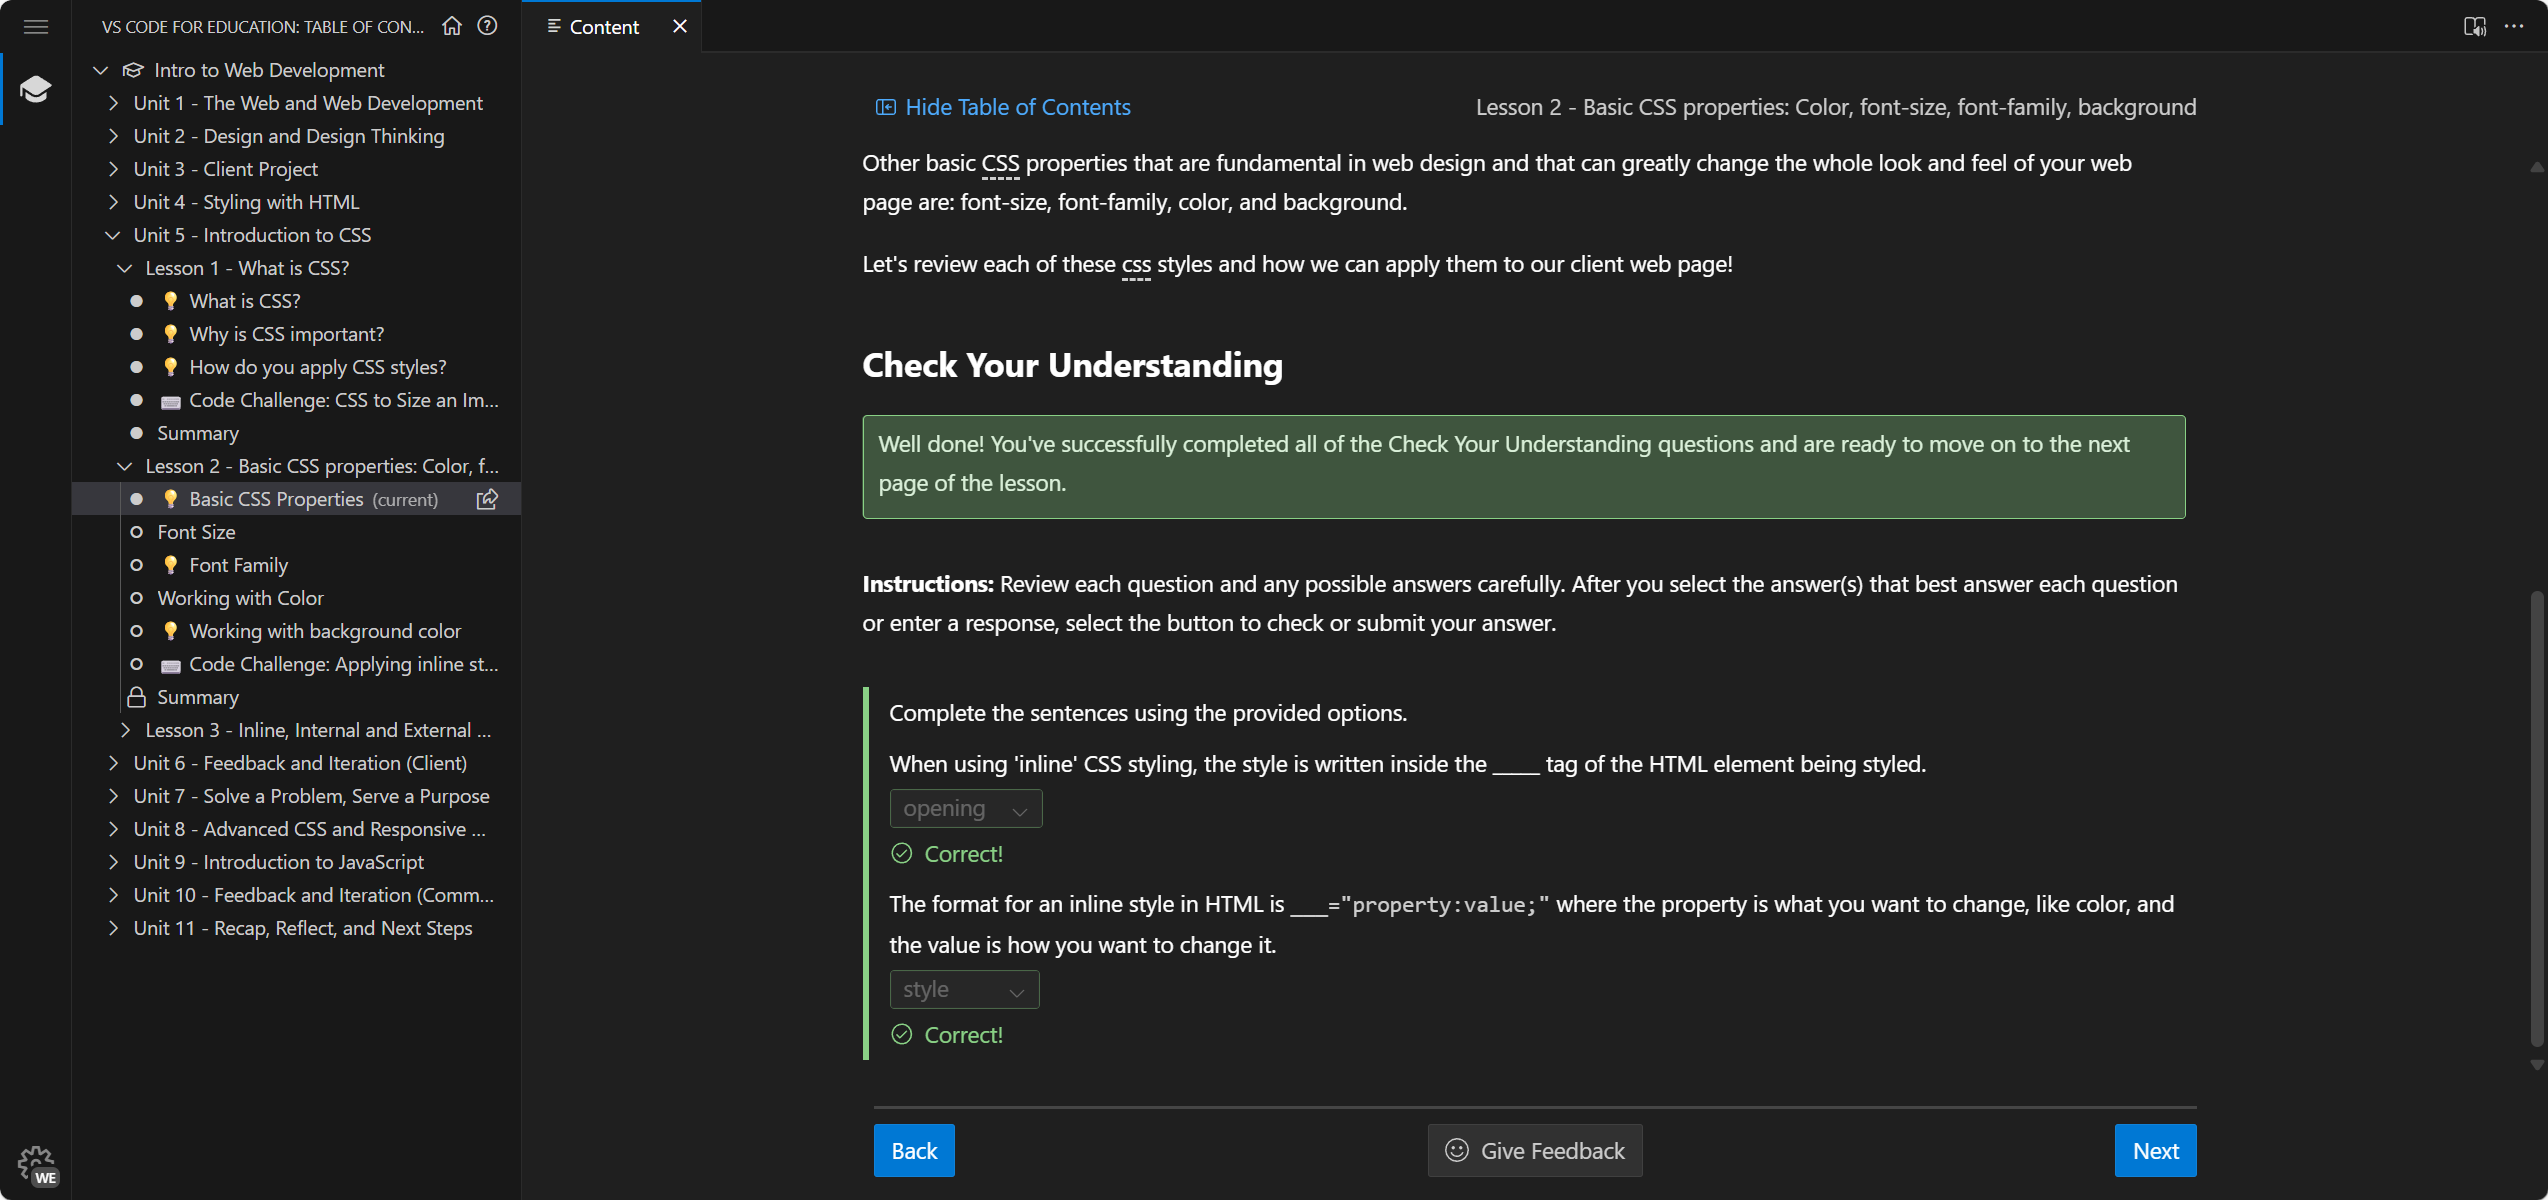 VS CODE FOR EDUCATION: TABLE OF CON...
Intro to Web Development
Unit 1 - The Web and Web Development
Unit 2 - Design and Design Thinking
Unit 3 - Client Project
Unit 4 - Styling with HTML
Unit 5 - Introduction to CSS
Lesson 1 - What is CSS?
What is CSS?
Why is CSS important?
How do you apply CSS styles?
Code Challenge: CSS to Size an Im...
Summary
Lesson 2 - Basic CSS properties: Color, f...
Basic CSS Properties (current)
Font Size
Font Family
Working with Color
Working with background color
Code Challenge: Applying inline st...
Summary
Lesson 3 - Inline, Internal and External ...
Unit 6 - Feedback and Iteration (Client)
Unit 7 - Solve a Problem, Serve a Purpose
Unit 8 - Advanced CSS and Responsive ...
Unit 9 - Introduction to JavaScript
Unit 10 - Feedback and Iteration (Comm...
Unit 11 - Recap, Reflect, and Next Steps
WE
Content
Hide Table of Contents
Lesson 2 - Basic CSS properties: Color, font-size, font-family, background
Other basic CSS properties that are fundamental in web design and that can greatly change the whole look and feel of your web
page are: font-size, font-family, color, and background.
Let's review each of these css styles and how we can apply them to our client web page!
Check Your Understanding
Well done! You've successfully completed all of the Check Your Understanding questions and are ready to move on to the next
page of the lesson.
Instructions: Review each question and any possible answers carefully. After you select the answer(s) that best answer each question
or enter a response, select the button to check or submit your answer.
Complete the sentences using the provided options.
When using 'inline' CSS styling, the style is written inside the ____ tag of the HTML element being styled.
opening
Correct!
The format for an inline style in HTML is ___="property:value;" where the property is what you want to change, like color, and
the value is how you want to change it.
style
Correct!
Back
Give Feedback
Next